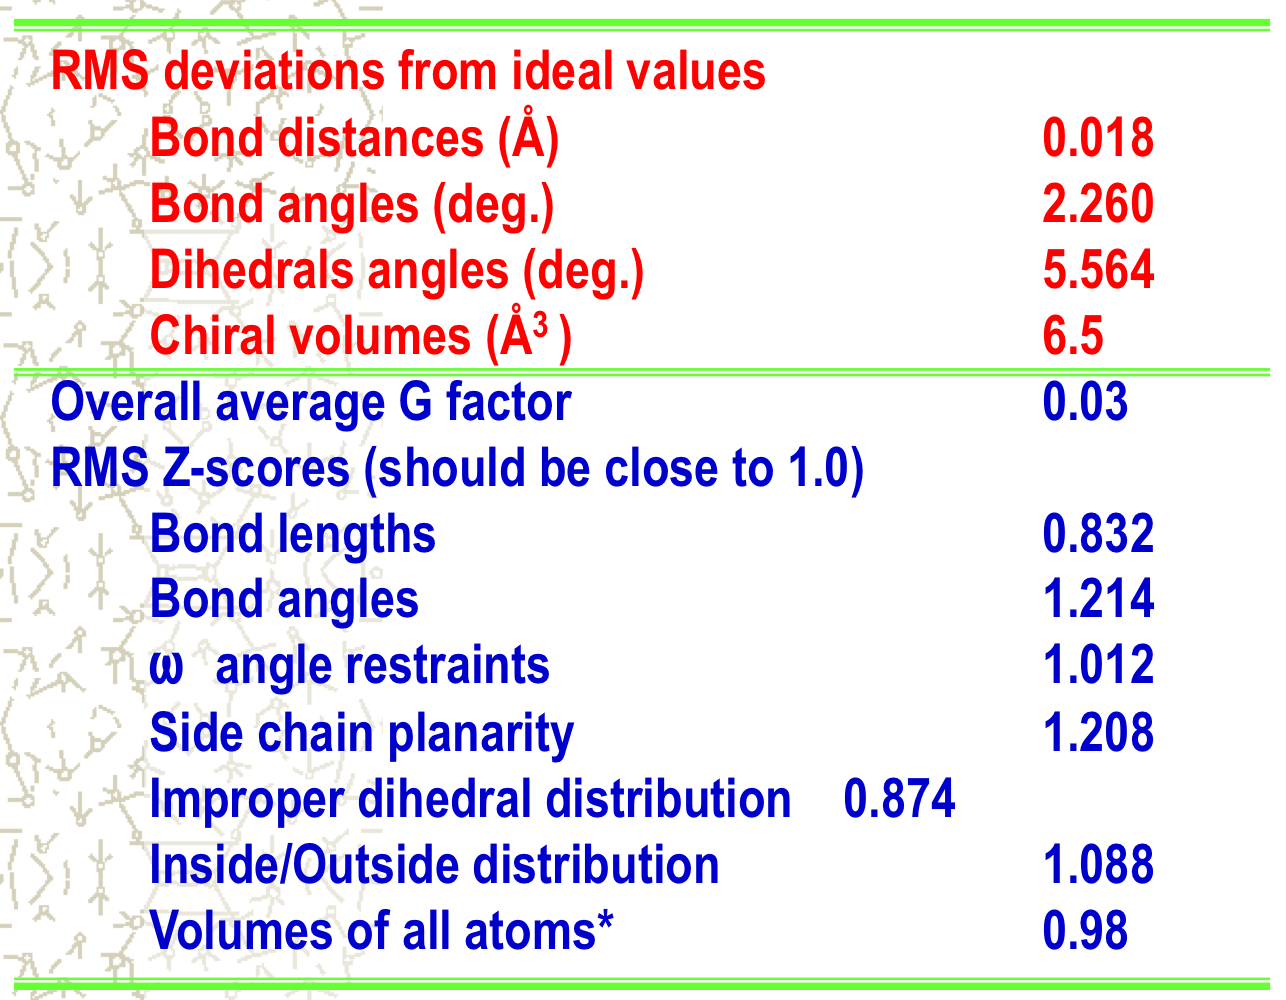 RMS deviations from ideal values
Bond distances (Å) 0.018
Bond angles (deg.) 2.260
Dihedrals angles (deg.) 5.564
Chiral volumes (Å³ ) 6.5
Overall average G factor 0.03
RMS Z-scores (should be close to 1.0)
Bond lengths 0.832
Bond angles 1.214
ω angle restraints 1.012
Side chain planarity 1.208
Improper dihedral distribution 0.874
Inside/Outside distribution 1.088
Volumes of all atoms* 0.98